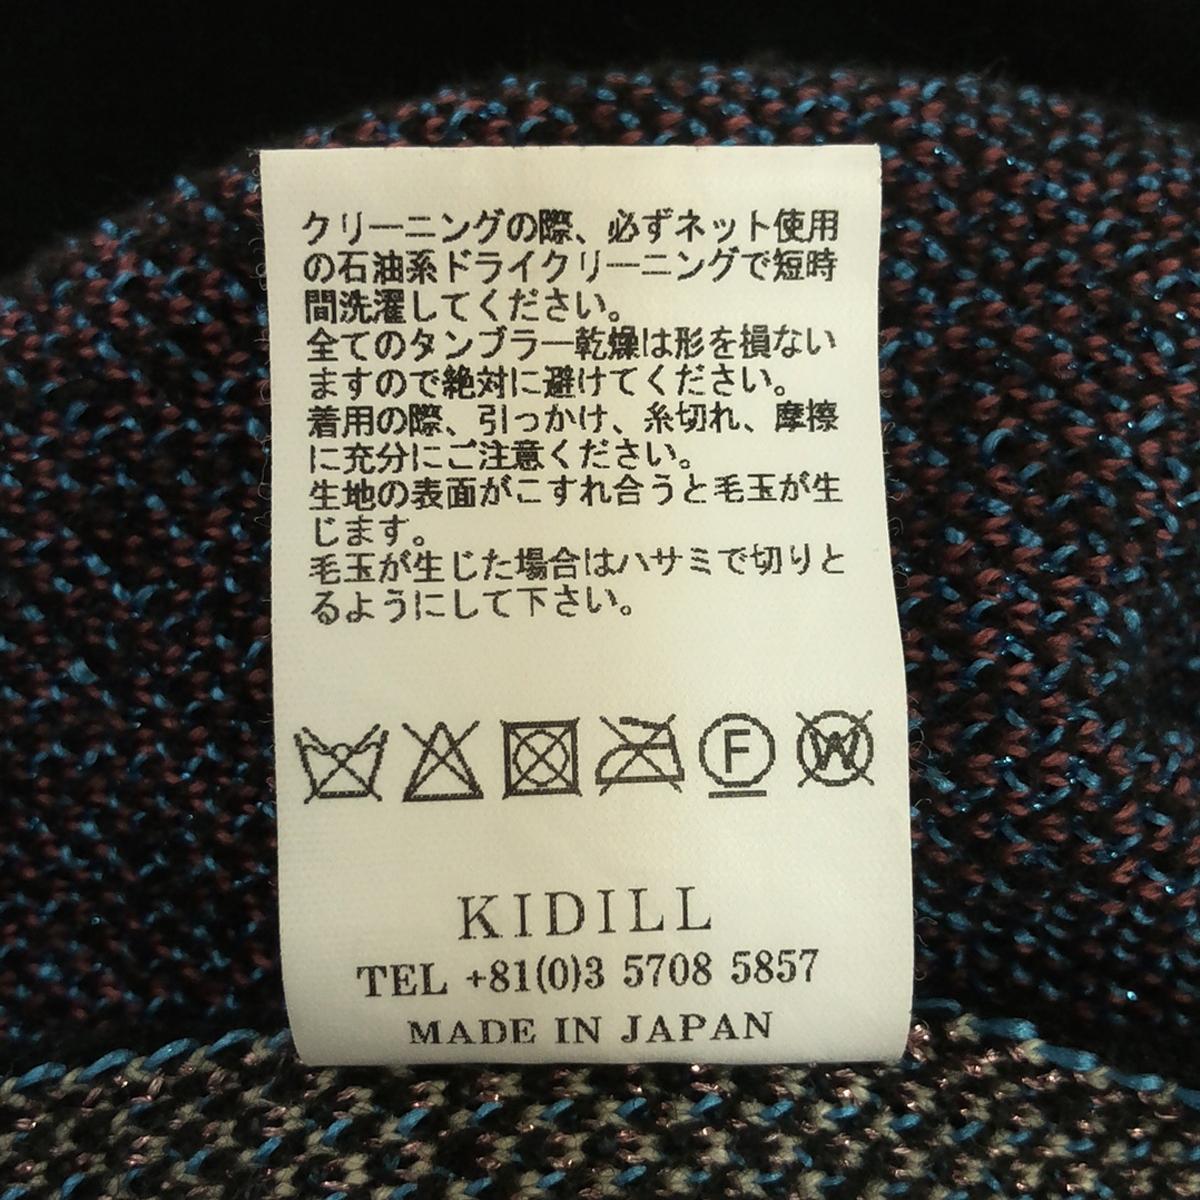 クリーニングの際、必ずネット使用
の石油系ドライクリーニングで短時
間洗濯してください。
全てのタンブラー乾燥は形を損ない
ますので絶対に避けてください。
着用の際、引っかけ、糸切れ、摩擦
に充分にご注意ください。
生地の表面がこすれ合うと毛玉が生
じます。
毛玉が生じた場合はハサミで切りと
るようにして下さい。
F W
KIDILL
TEL +81(0)3 5708 5857
MADE IN JAPAN